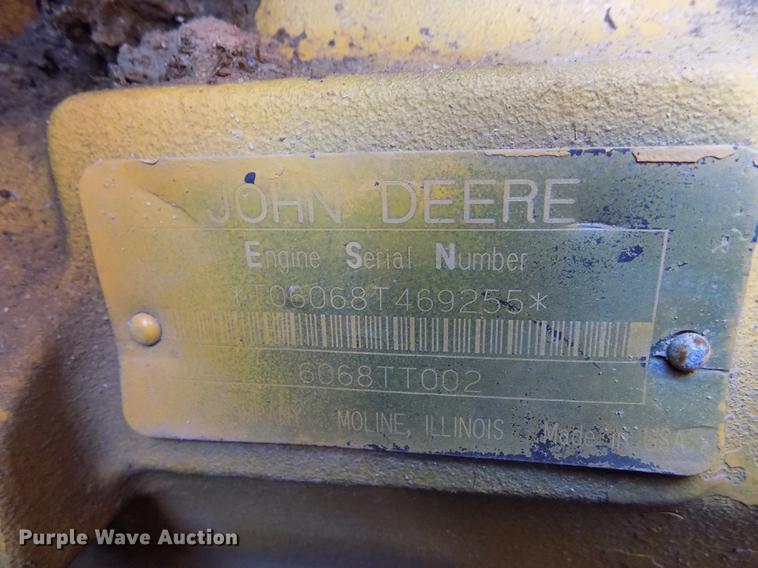 JOHN DEERE
Engine Serial Number
*T06068T469255*
6068TT002
MOLINE, ILLINOIS Made in USA
Purple Wave Auction